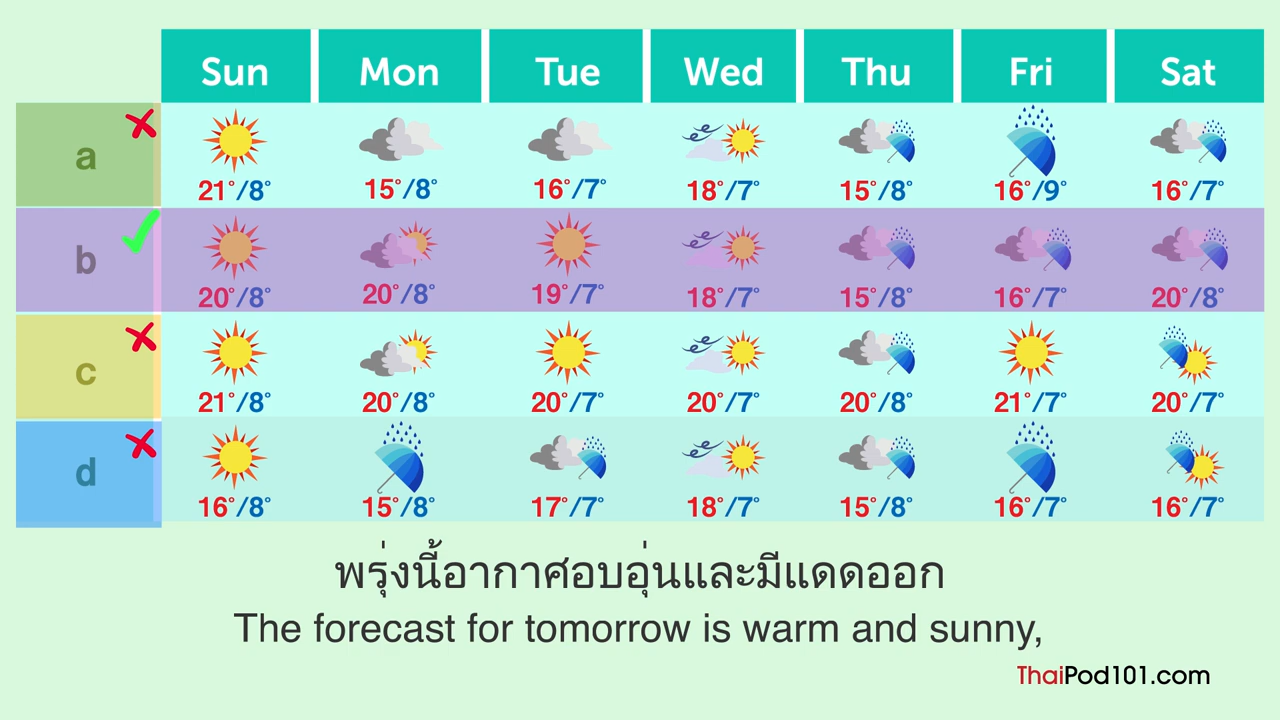 Sun Mon Tue Wed Thu Fri Sat
a
21°/8° 15°/8° 16°/7° 18°/7° 15°/8° 16°/9° 16°/7°
b
20°/8° 20°/8° 19°/7° 18°/7° 15°/8° 16°/7° 20°/8°
c
21°/8° 20°/8° 20°/7° 20°/7° 20°/8° 21°/7° 20°/7°
d
16°/8° 15°/8° 17°/7° 18°/7° 15°/8° 16°/7° 16°/7°
พรุ่งนี้อากาศอบอุ่นและมีแดดออก
The forecast for tomorrow is warm and sunny,
ThaiPod101.com